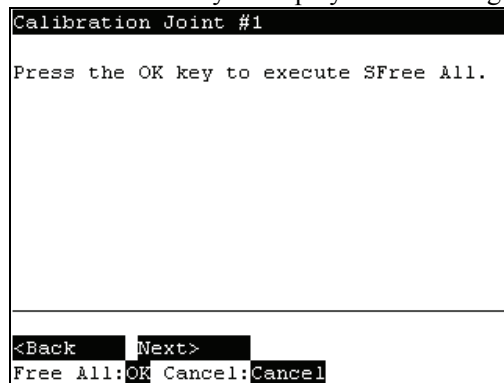 Calibration Joint #1
Press the OK key to execute SFree All.
<Back Next>
Free All:OK Cancel:Cancel